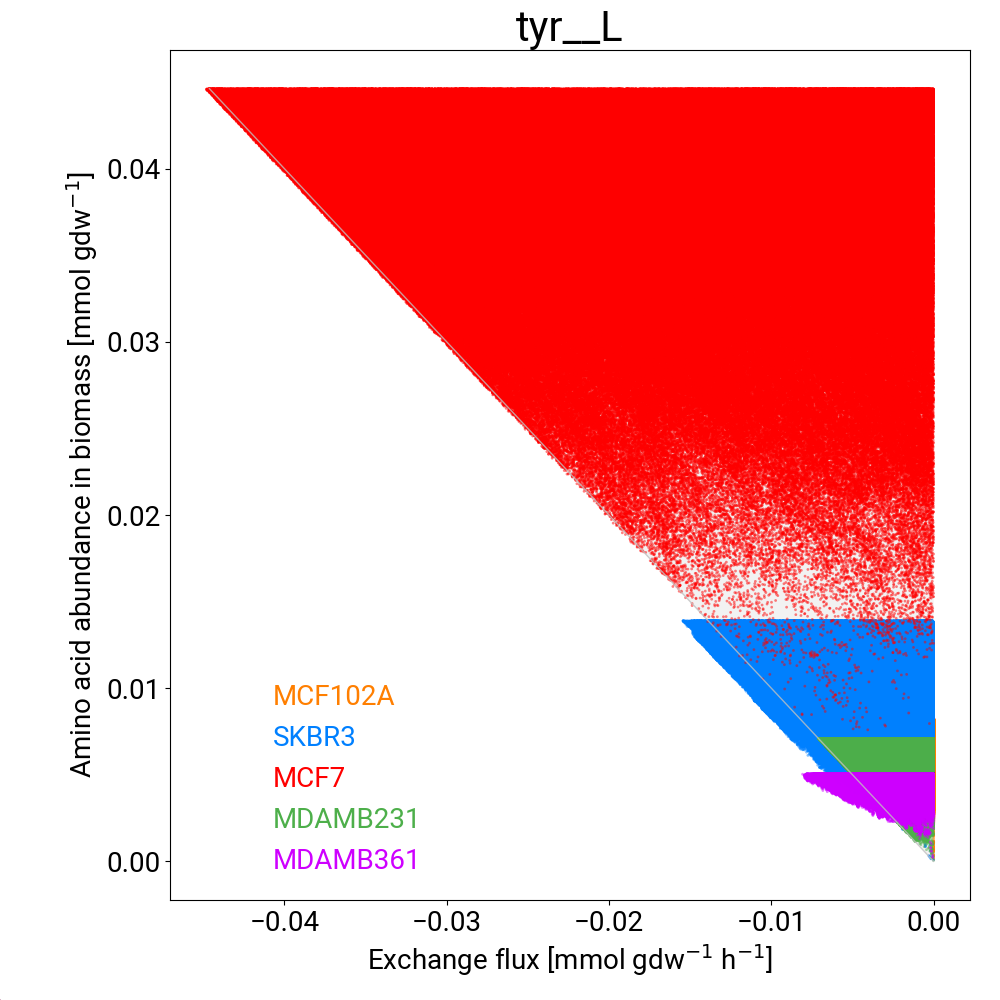 tyr__L
Amino acid abundance in biomass [mmol gdw⁻¹]
0.04
0.03
0.02
0.01
0.00
MCF102A
SKBR3
MCF7
MDAMB231
MDAMB361
−0.04 −0.03 −0.02 −0.01 0.00
Exchange flux [mmol gdw⁻¹ h⁻¹]